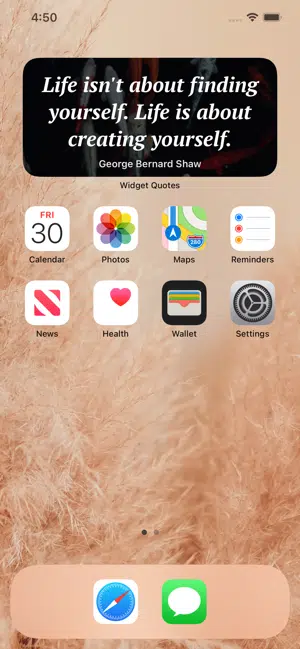 4:50
Life isn't about finding
yourself. Life is about
creating yourself.
George Bernard Shaw
Widget Quotes
FRI
30
280
Calendar
Photos
Maps
Reminders
News
Health
Wallet
Settings